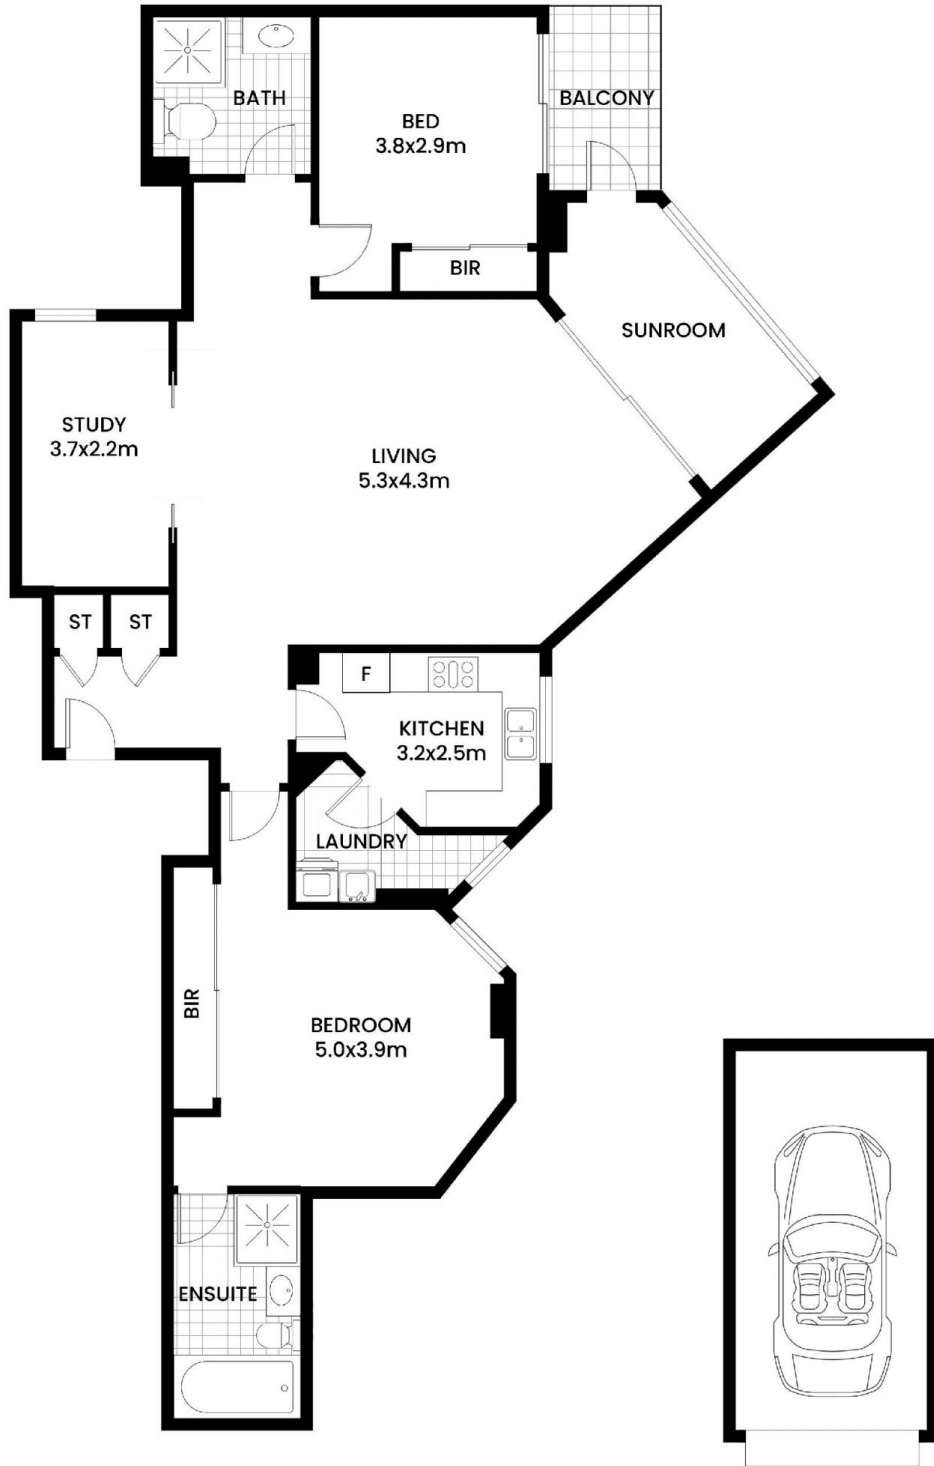 BATH
BED
3.8x2.9m
BALCONY
BIR
SUNROOM
STUDY
3.7x2.2m
LIVING
5.3x4.3m
ST
ST
F
KITCHEN
3.2x2.5m
LAUNDRY
BIR
BEDROOM
5.0x3.9m
ENSUITE